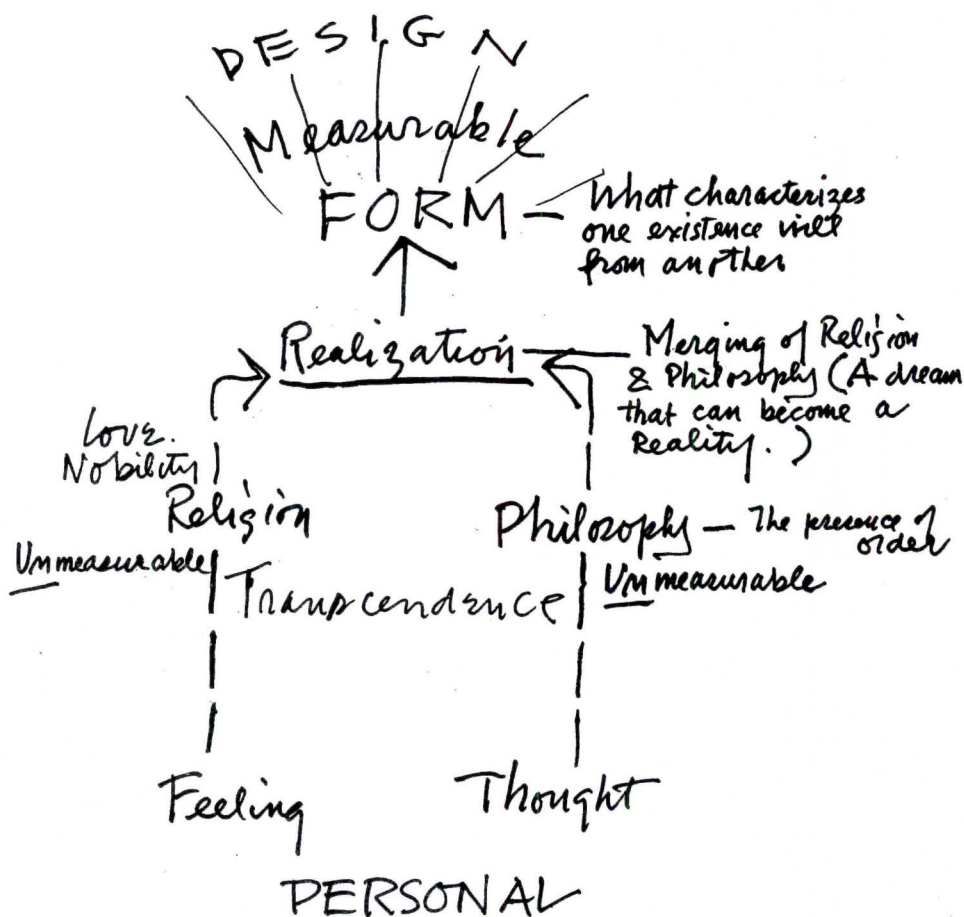 DESIGN
Measurable
FORM — What characterizes
one existence will
from another
Realization — Merging of Religion
& Philosophy (A dream
that can become a
Reality.)
Love.
Nobility
Religion
Philosophy — The presence of
order
Unmeasurable
Transcendence
Unmeasurable
Feeling
Thought
PERSONAL